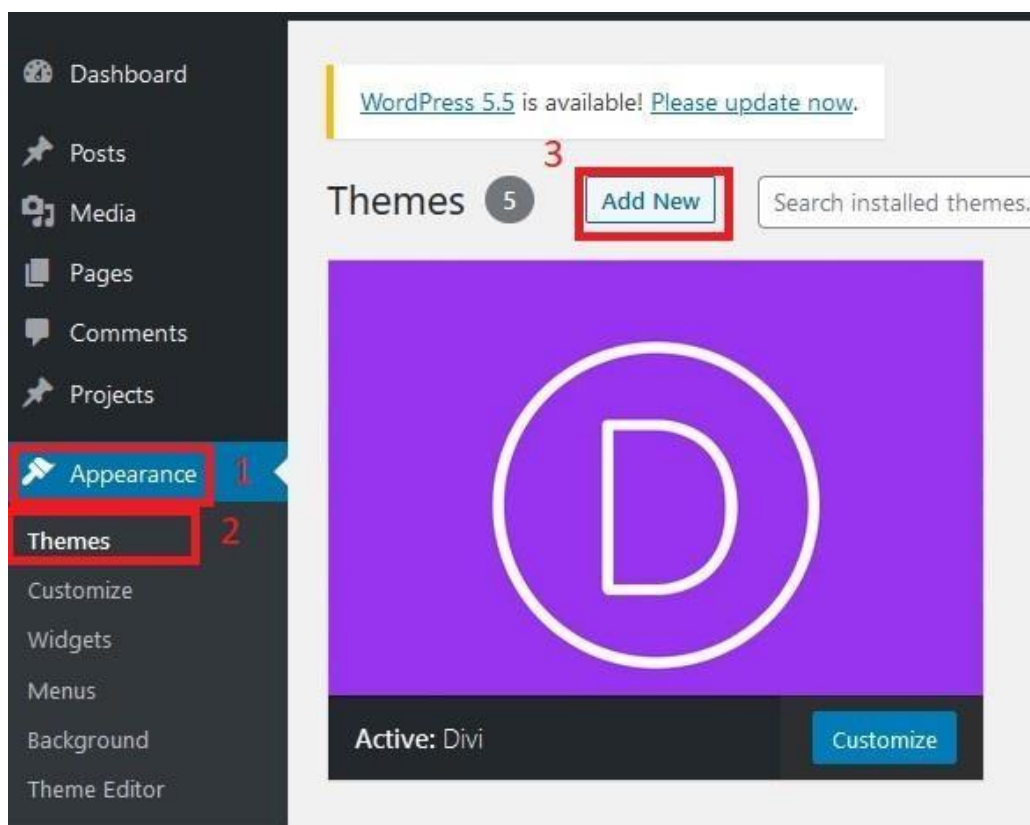 Dashboard
Posts
Media
Pages
Comments
Projects
Appearance 1
Themes 2
Customize
Widgets
Menus
Background
Theme Editor
WordPress 5.5 is available! Please update now.
3
Themes 5 Add New Search installed themes.
D
Active: Divi Customize